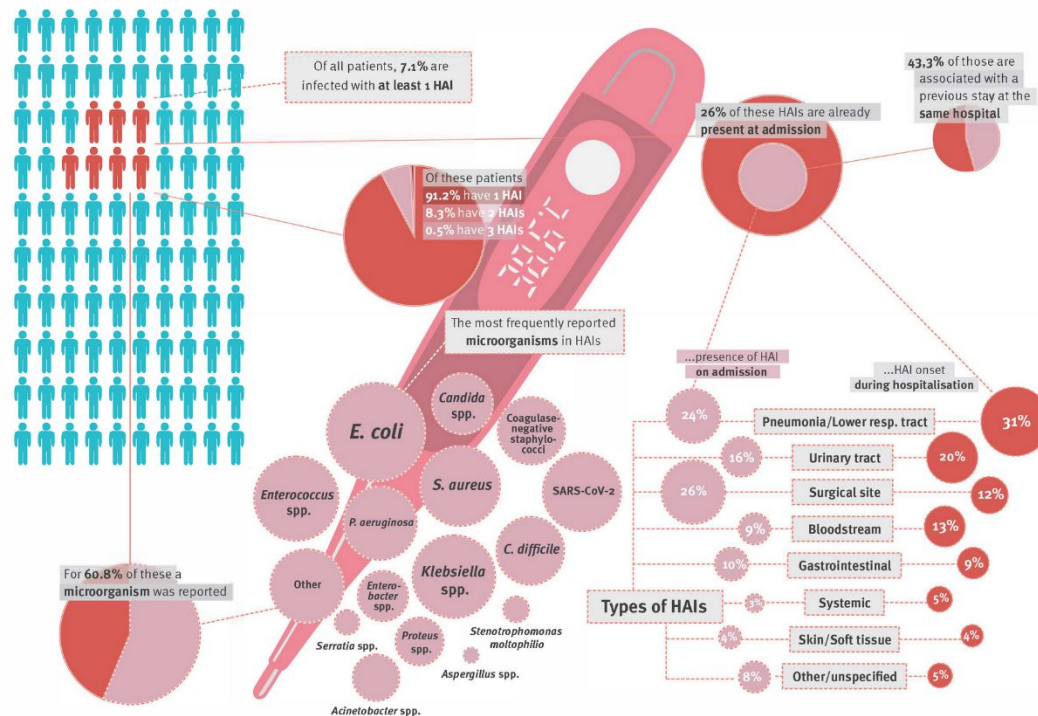 Of all patients, 7.1% are
infected with at least 1 HAI
26% of these HAIs are already
present at admission
43,3% of those are
associated with a
previous stay at the
same hospital
Of these patients
91.2% have 1 HAI
8.3% have 2 HAIs
0.5% have 3 HAIs
38.6°C
The most frequently reported
microorganisms in HAIs
E. coli
Candida
spp.
Coagulase-
negative
staphylo-
cocci
Enterococcus
spp.
S. aureus
SARS-CoV-2
P. aeruginosa
C. difficile
Other
Entero-
bacter
spp.
Klebsiella
spp.
Serratia spp.
Proteus
spp.
Stenotrophomonas
moltophilio
Aspergillus spp.
Acinetobacter spp.
For 60.8% of these a
microorganism was reported
...presence of HAI
on admission
...HAI onset
during hospitalisation
24% Pneumonia/Lower resp. tract 31%
16% Urinary tract 20%
26% Surgical site 12%
9% Bloodstream 13%
10% Gastrointestinal 9%
Types of HAIs
3% Systemic 5%
4% Skin/Soft tissue 4%
8% Other/unspecified 5%